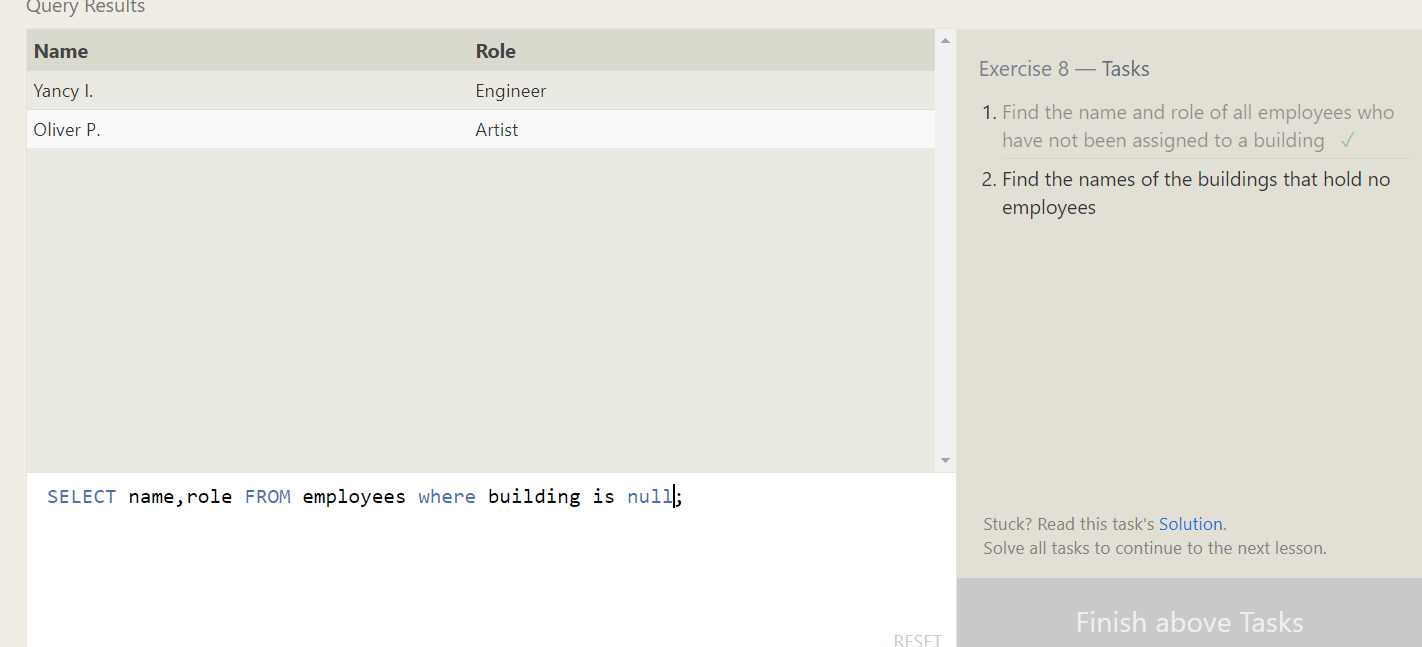 Query Results
Name Role
Yancy I. Engineer
Oliver P. Artist
SELECT name,role FROM employees where building is null;
RESET
Exercise 8 — Tasks
1. Find the name and role of all employees who
have not been assigned to a building ✓
2. Find the names of the buildings that hold no
employees
Stuck? Read this task's Solution.
Solve all tasks to continue to the next lesson.
Finish above Tasks